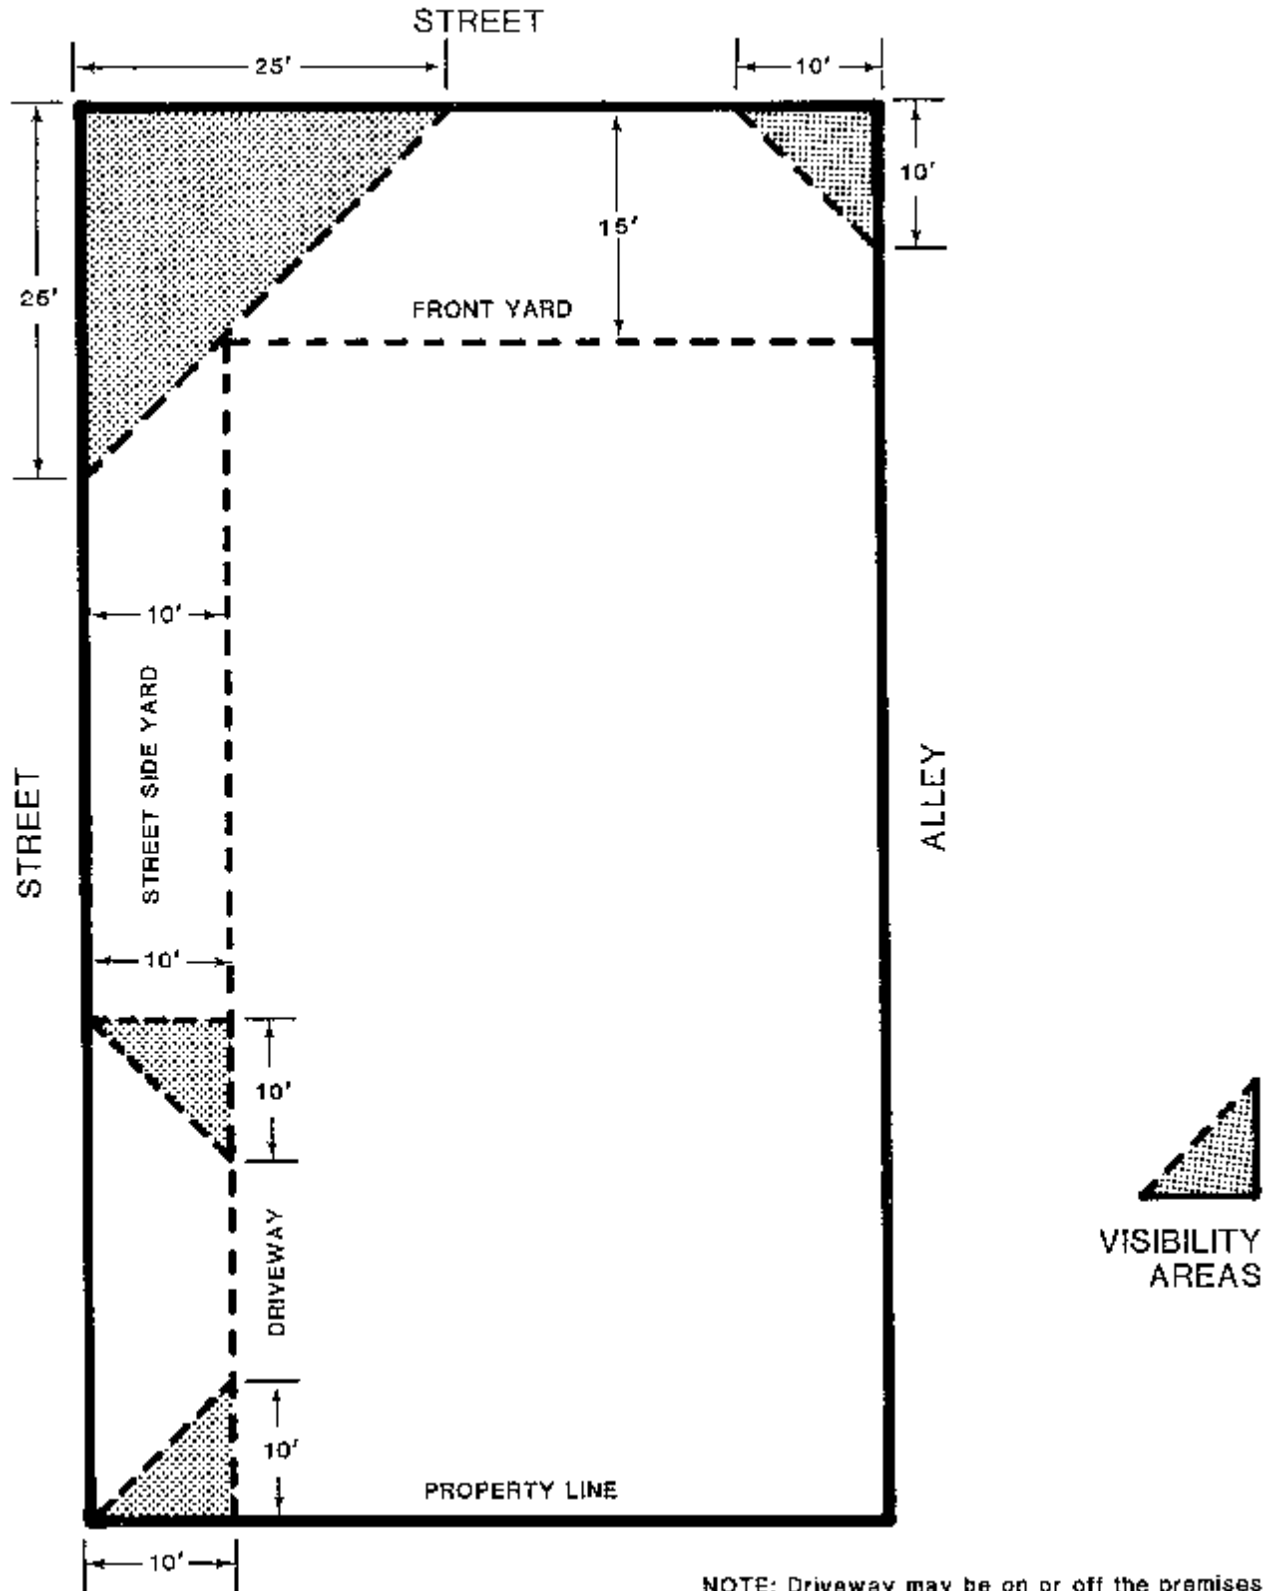 STREET
25'
10'
10'
15'
25'
FRONT YARD
10'
STREET SIDE YARD
STREET
ALLEY
10'
10'
DRIVEWAY
VISIBILITY
AREAS
10'
PROPERTY LINE
10'
NOTE: Driveway may be on or off the premises